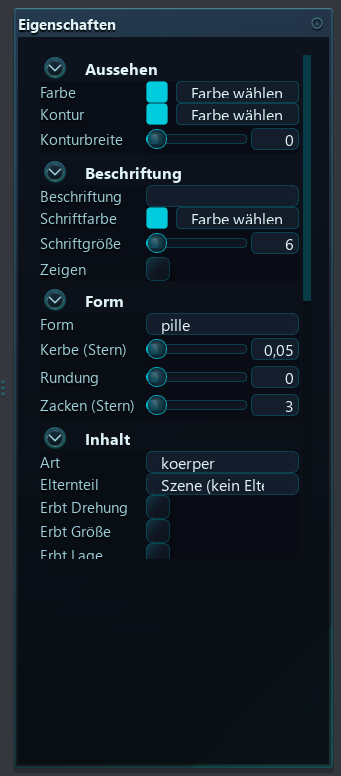 Eigenschaften
Aussehen
Farbe Farbe wählen
Kontur Farbe wählen
Konturbreite 0
Beschriftung
Beschriftung
Schriftfarbe Farbe wählen
Schriftgröße 6
Zeigen
Form
Form pille
Kerbe (Stern) 0,05
Rundung 0
Zacken (Stern) 3
Inhalt
Art koerper
Elternteil Szene (kein Elte
Erbt Drehung
Erbt Größe
Erbt Lage